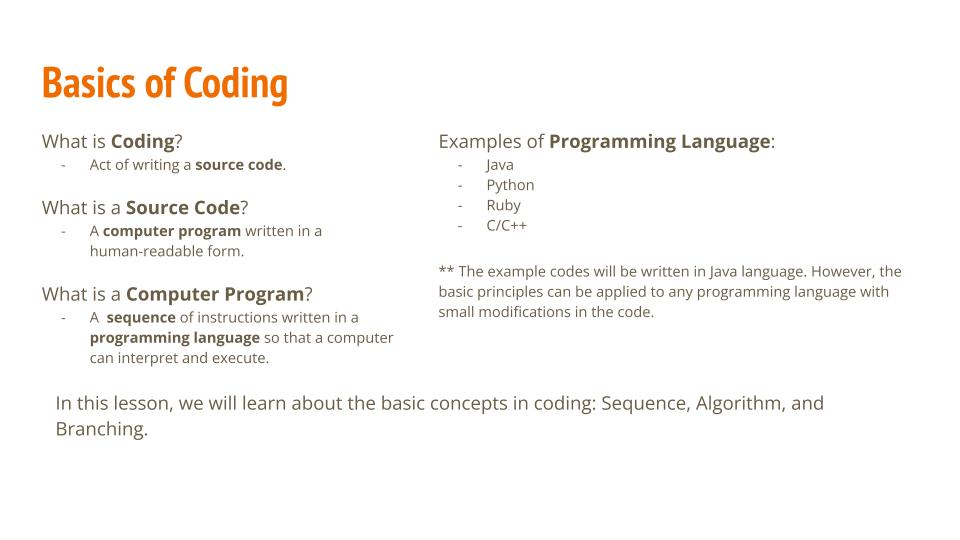 Basics of Coding
What is Coding?
- Act of writing a source code.
What is a Source Code?
- A computer program written in a
human-readable form.
What is a Computer Program?
- A  sequence of instructions written in a
programming language so that a computer
can interpret and execute.
Examples of Programming Language:
- Java
- Python
- Ruby
- C/C++
** The example codes will be written in Java language. However, the
basic principles can be applied to any programming language with
small modifications in the code.
In this lesson, we will learn about the basic concepts in coding: Sequence, Algorithm, and
Branching.